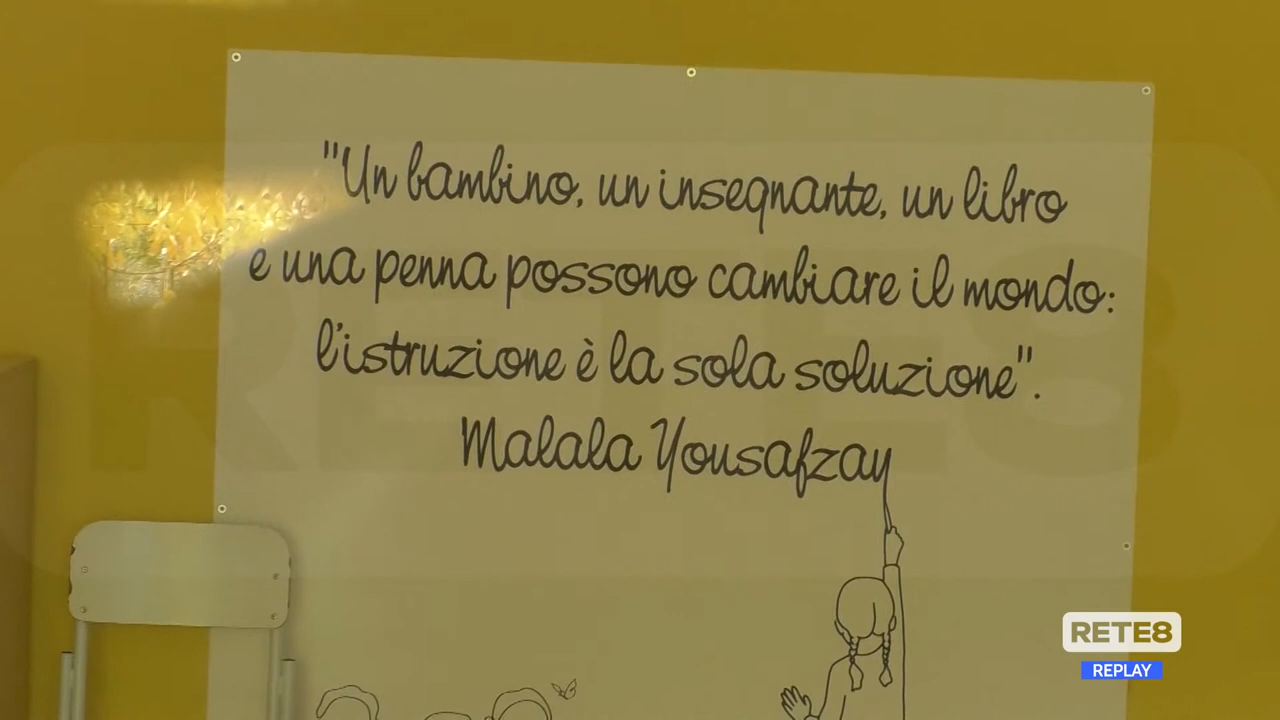 "Un bambino, un insegnante, un libro
e una penna possono cambiare il mondo:
l'istruzione è la sola soluzione".
Malala Yousafzay
RETE8
RETE8
REPLAY